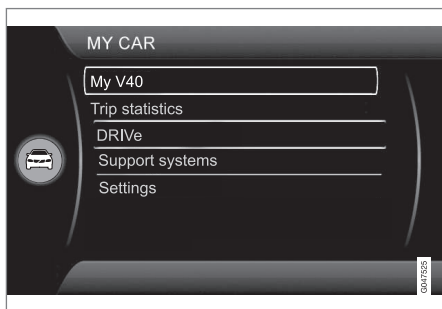 MY CAR
My V40
Trip statistics
DRIVe
Support systems
Settings
G047525